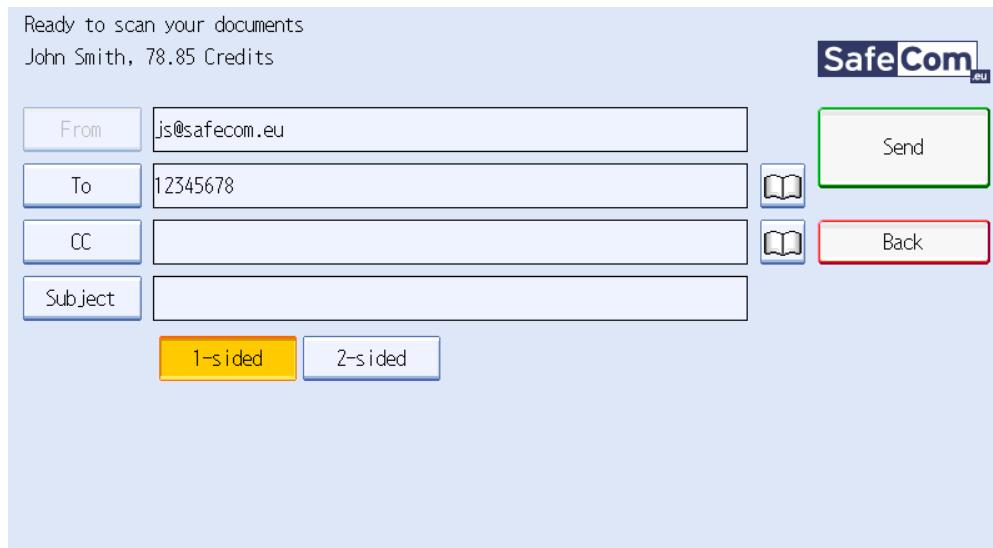 Ready to scan your documents
John Smith, 78.85 Credits
SafeCom.eu
From js@safecom.eu
Send
To 12345678
CC
Back
Subject
1-sided 2-sided